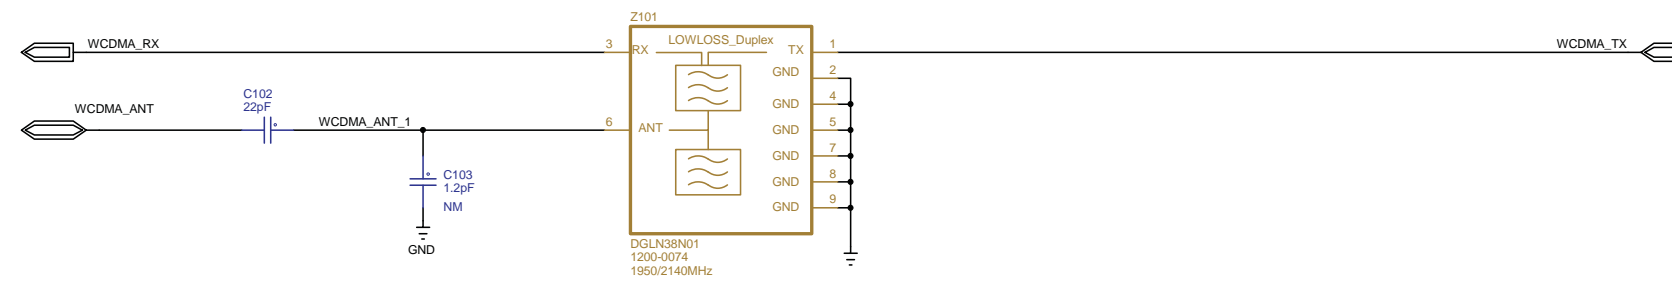 Z101
WCDMA_RX
3
RX
LOWLOSS_Duplex
TX
1
WCDMA_TX
GND
2
WCDMA_ANT
C102
22pF
GND
4
WCDMA_ANT_1
6
ANT
GND
5
GND
7
C103
1.2pF
NM
GND
8
GND
9
GND
DGLN38N01
1200-0074
1950/2140MHz